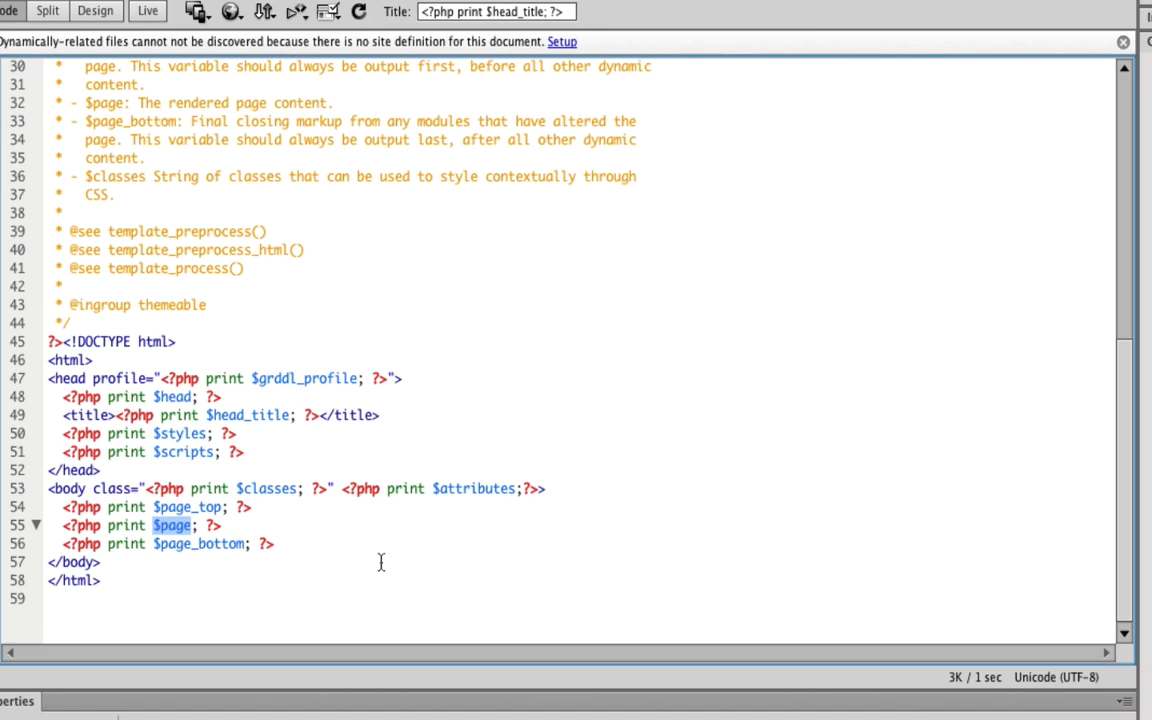 ode Split Design Live Title: <?php print $head_title; ?>
Dynamically-related files cannot not be discovered because there is no site definition for this document. Setup
30 *   page. This variable should always be output first, before all other dynamic
31 *   content.
32 * - $page: The rendered page content.
33 * - $page_bottom: Final closing markup from any modules that have altered the
34 *   page. This variable should always be output last, after all other dynamic
35 *   content.
36 * - $classes String of classes that can be used to style contextually through
37 *   CSS.
38 *
39 * @see template_preprocess()
40 * @see template_preprocess_html()
41 * @see template_process()
42 *
43 * @ingroup themeable
44 */
45 ?><!DOCTYPE html>
46 <html>
47 <head profile="<?php print $grddl_profile; ?>">
48   <?php print $head; ?>
49   <title><?php print $head_title; ?></title>
50   <?php print $styles; ?>
51   <?php print $scripts; ?>
52 </head>
53 <body class="<?php print $classes; ?>" <?php print $attributes;?>>
54   <?php print $page_top; ?>
55   <?php print $page; ?>
56   <?php print $page_bottom; ?>
57 </body>
58 </html>
59
3K / 1 sec Unicode (UTF-8)
perties